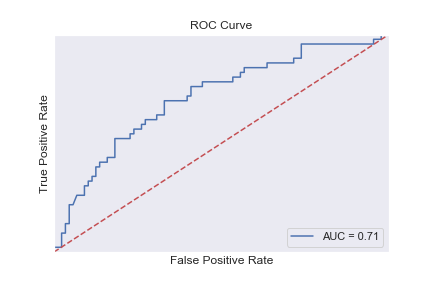 ROC Curve
True Positive Rate
AUC = 0.71
False Positive Rate